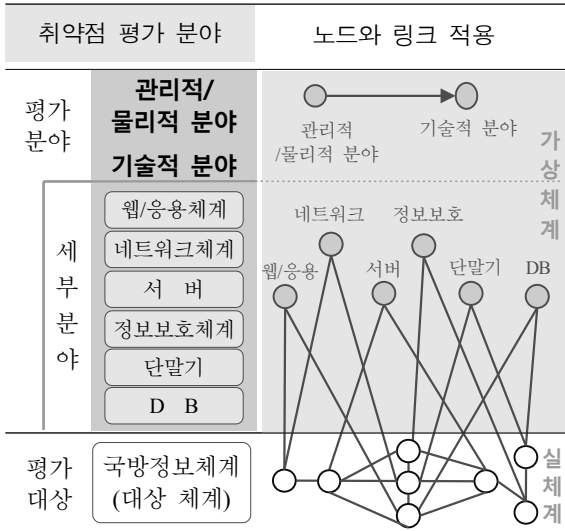 취약점 평가 분야
노드와 링크 적용
평가
분야
관리적/
물리적 분야
기술적 분야
관리적
/물리적 분야
기술적 분야
가
상
체
계
세
부
분
야
웹/응용체계
네트워크체계
서 버
정보보호체계
단말기
D B
네트워크
정보보호
웹/응용
서버
단말기
DB
평가
대상
국방정보체계
(대상 체계)
실
체
계